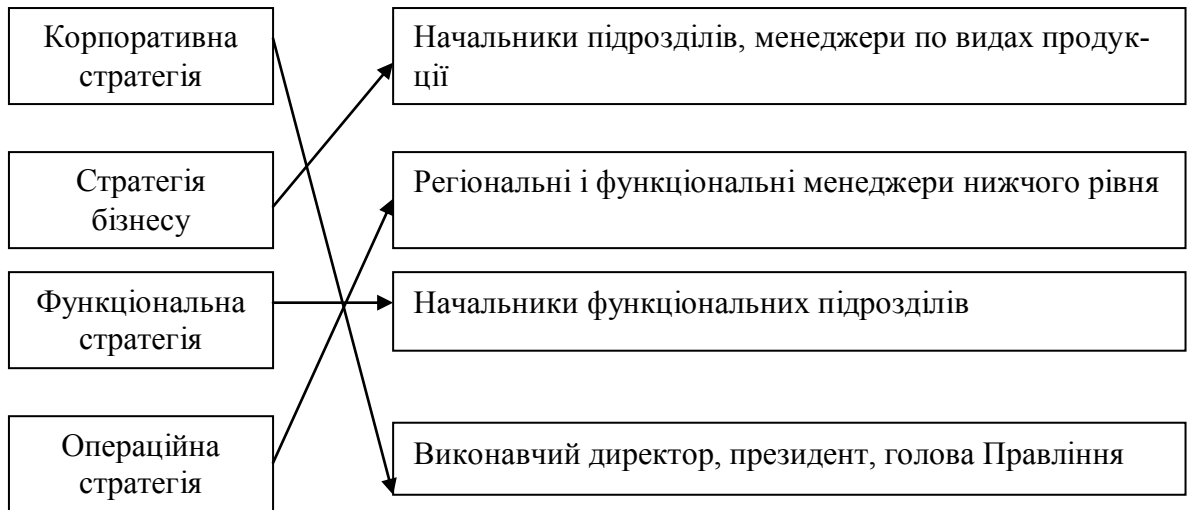 Корпоративна
стратегія
Начальники підрозділів, менеджери по видах продук-
ції
Стратегія
бізнесу
Регіональні і функціональні менеджери нижчого рівня
Функціональна
стратегія
Начальники функціональних підрозділів
Операційна
стратегія
Виконавчий директор, президент, голова Правління